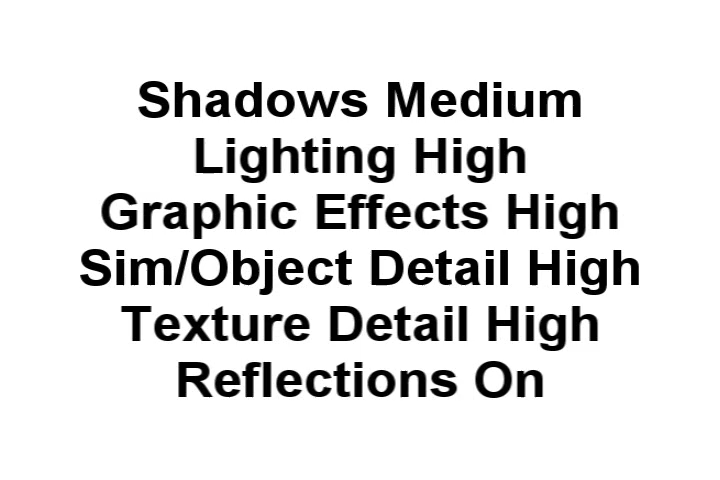 Shadows Medium
Lighting High
Graphic Effects High
Sim/Object Detail High
Texture Detail High
Reflections On